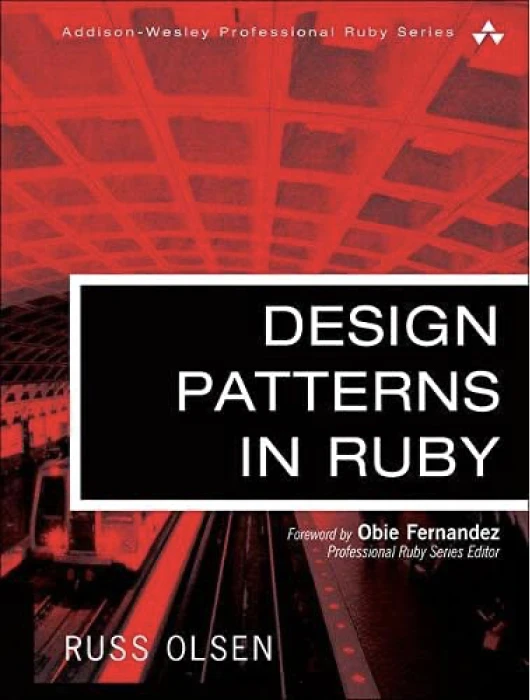 Addison-Wesley Professional Ruby Series
DESIGN
PATTERNS
IN RUBY
Foreword by Obie Fernandez
Professional Ruby Series Editor
RUSS OLSEN